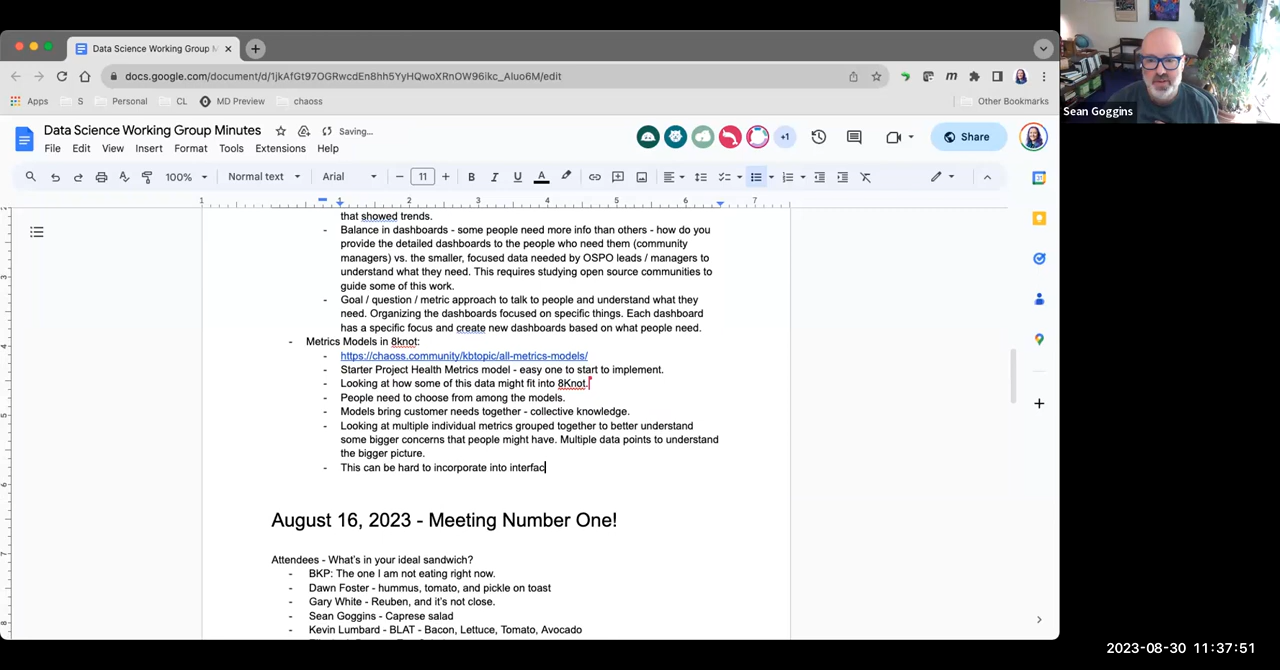 Data Science Working Group M
docs.google.com/document/d/1jkAfGt97OGRwcdEn8hh5YyHQwoXRnOW96ikc_Aluo6M/edit
Apps
S
Personal
CL
MD Preview
chaoss
Other Bookmarks
Sean Goggins
Data Science Working Group Minutes
Saving...
File Edit View Insert Format Tools Extensions Help
+1
Share
100%
Normal text
Arial
11
1 1 2 3 4 5 6 7
that showed trends.
- Balance in dashboards - some people need more info than others - how do you
provide the detailed dashboards to the people who need them (community
managers) vs. the smaller, focused data needed by OSPO leads / managers to
understand what they need. This requires studying open source communities to
guide some of this work.
- Goal / question / metric approach to talk to people and understand what they
need. Organizing the dashboards focused on specific things. Each dashboard
has a specific focus and create new dashboards based on what people need.
- Metrics Models in 8knot:
- https://chaoss.community/kbtopic/all-metrics-models/
- Starter Project Health Metrics model - easy one to start to implement.
- Looking at how some of this data might fit into 8Knot.
- People need to choose from among the models.
- Models bring customer needs together - collective knowledge.
- Looking at multiple individual metrics grouped together to better understand
some bigger concerns that people might have. Multiple data points to understand
the bigger picture.
- This can be hard to incorporate into interfac
August 16, 2023 - Meeting Number One!
Attendees - What's in your ideal sandwich?
- BKP: The one I am not eating right now.
- Dawn Foster - hummus, tomato, and pickle on toast
- Gary White - Reuben, and it's not close.
- Sean Goggins - Caprese salad
- Kevin Lumbard - BLAT - Bacon, Lettuce, Tomato, Avocado
2023-08-30 11:37:51